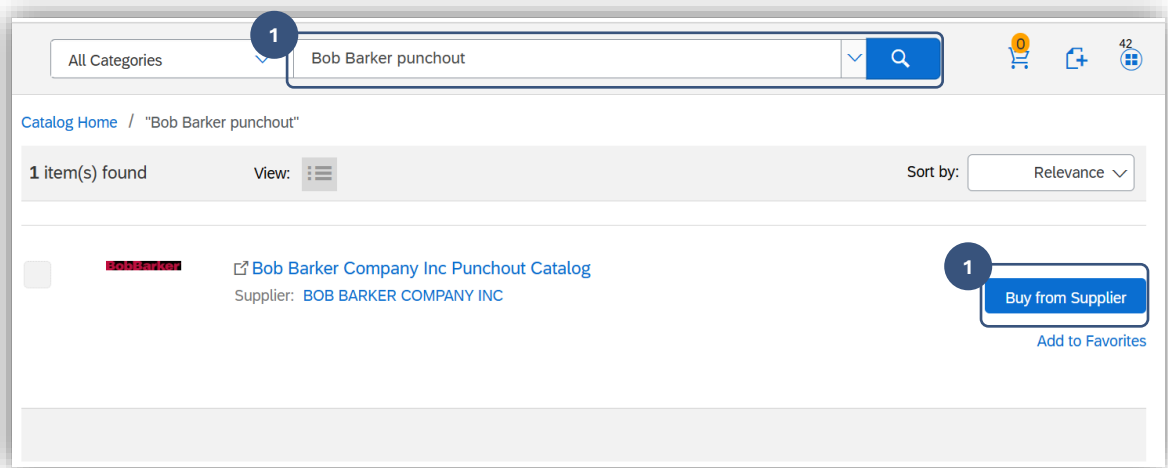 1
All Categories
Bob Barker punchout
0
42
Catalog Home / "Bob Barker punchout"
1 item(s) found
View:
Sort by:
Relevance
BobBarker
Bob Barker Company Inc Punchout Catalog
Supplier: BOB BARKER COMPANY INC
1
Buy from Supplier
Add to Favorites